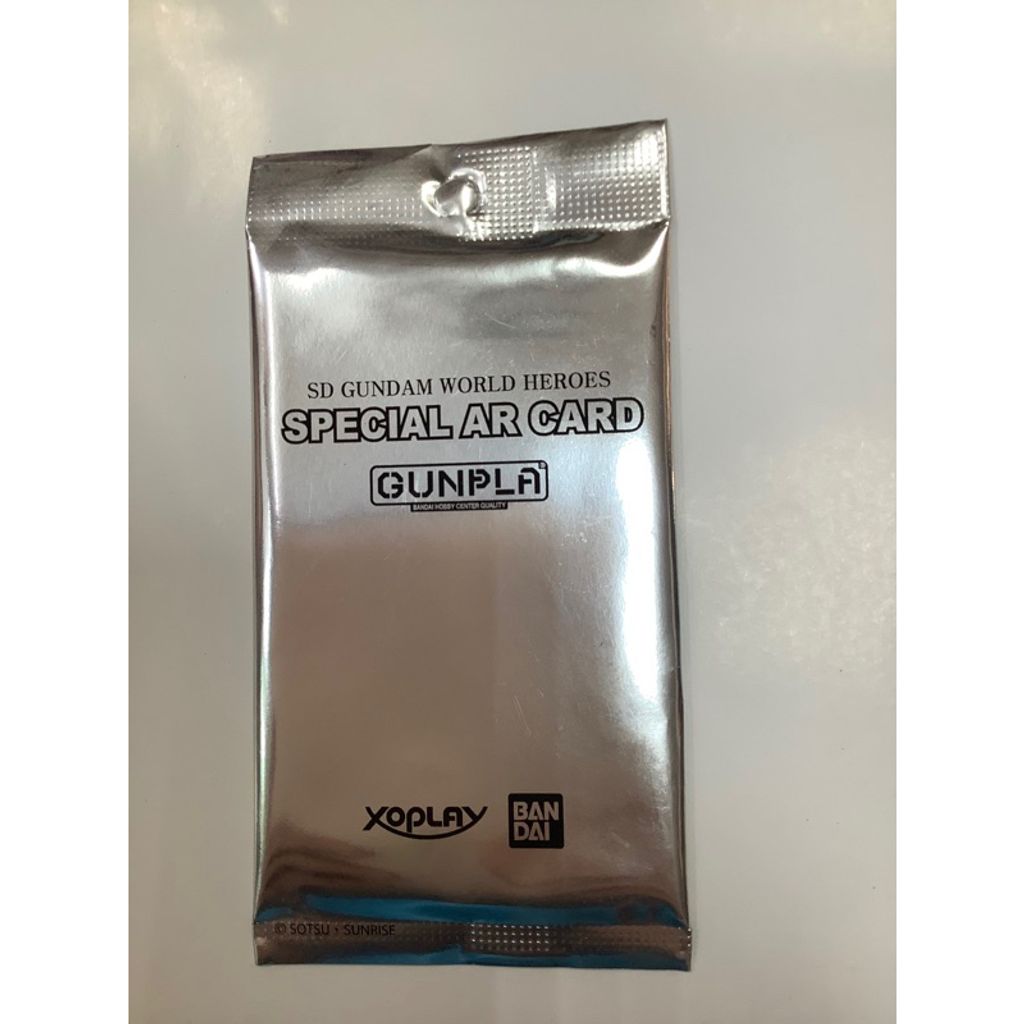 SD GUNDAM WORLD HEROES
SPECIAL AR CARD
GUNPLA®
BANDAI HOBBY CENTER QUALITY
XOPLAY
BAN
DAI
© SOTSU・SUNRISE